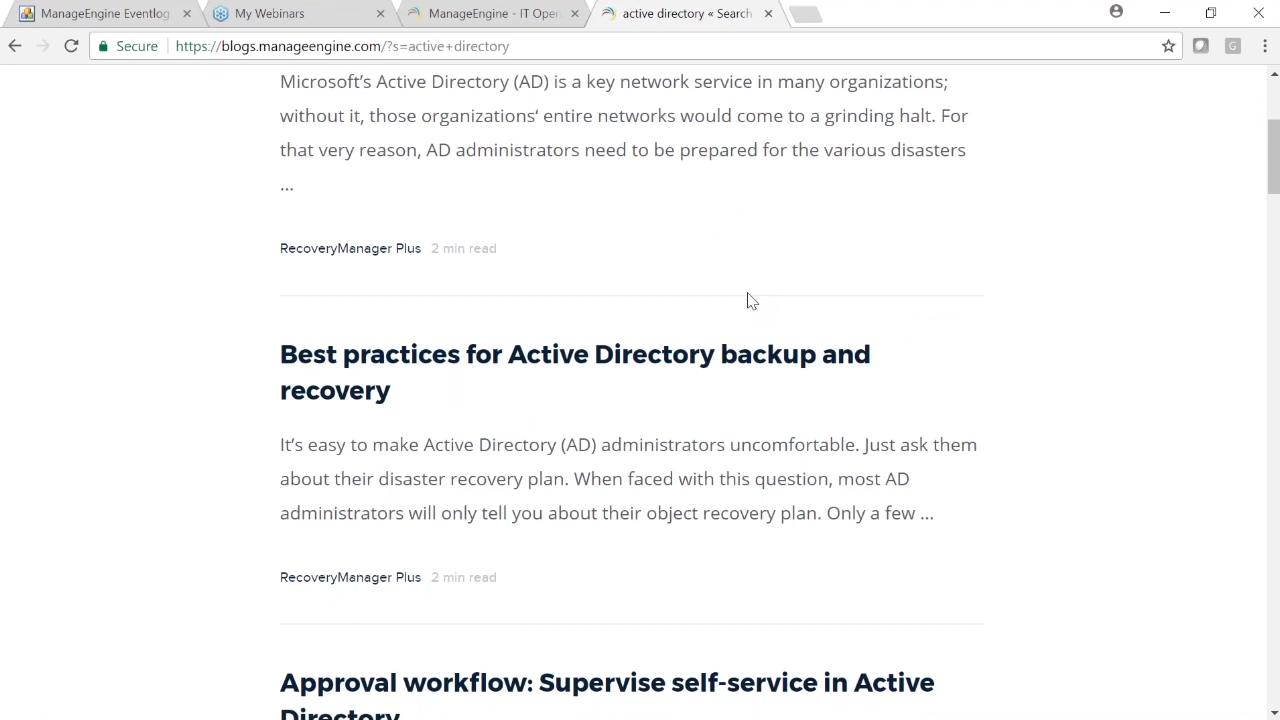 ManageEngine Eventlog
My Webinars
ManageEngine - IT Oper
active directory « Search
Secure
https://blogs.manageengine.com/?s=active+directory
G
Microsoft's Active Directory (AD) is a key network service in many organizations;
without it, those organizations‘ entire networks would come to a grinding halt. For
that very reason, AD administrators need to be prepared for the various disasters
...
RecoveryManager Plus 2 min read
Best practices for Active Directory backup and
recovery
It's easy to make Active Directory (AD) administrators uncomfortable. Just ask them
about their disaster recovery plan. When faced with this question, most AD
administrators will only tell you about their object recovery plan. Only a few ...
RecoveryManager Plus 2 min read
Approval workflow: Supervise self-service in Active
Directory